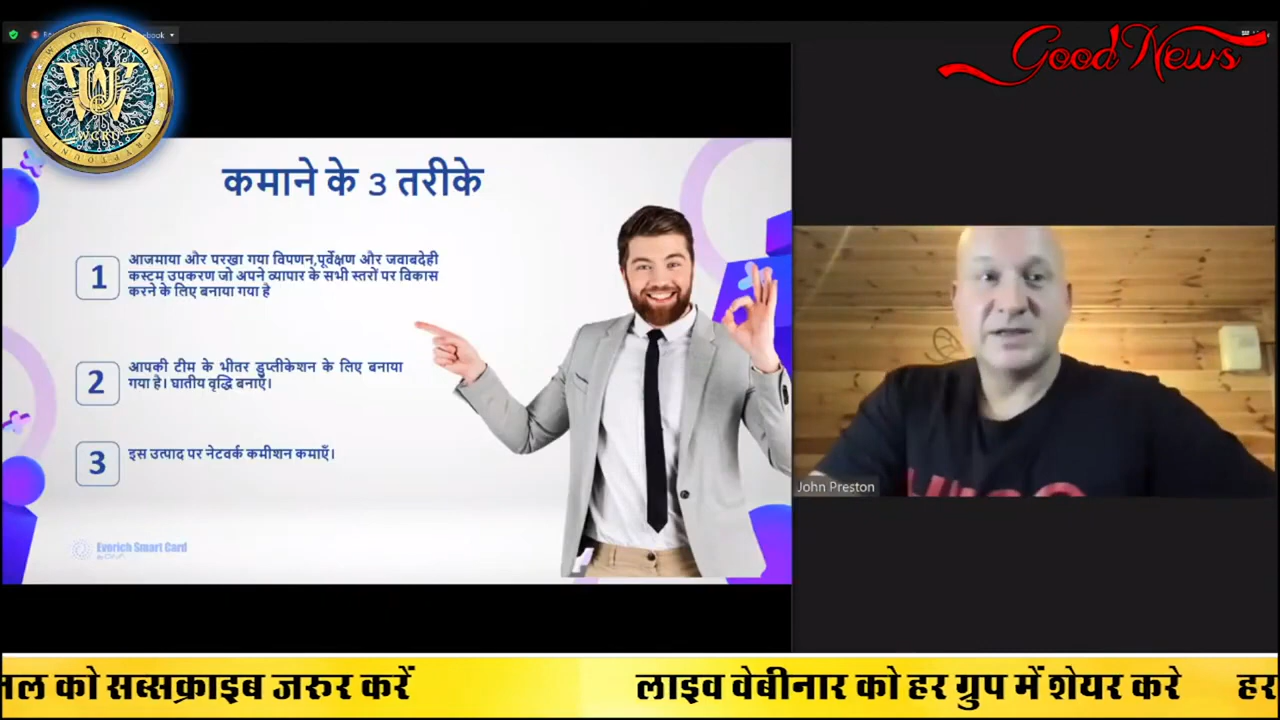 Good News
WCRU
कमाने के 3 तरीके
1
आजमाया और परखा गया विपणन,पूर्वेक्षण और जवाबदेही
कस्टम उपकरण जो अपने व्यापार के सभी स्तरों पर विकास
करने के लिए बनाया गया है
2
आपकी टीम के भीतर डुप्लीकेशन के लिए बनाया
गया है। घातीय वृद्धि बनाएँ।
3
इस उत्पाद पर नेटवर्क कमीशन कमाएँ।
Evorich Smart Card
John Preston
नल को सब्सक्राइब जरुर करें
लाइव वेबीनार को हर ग्रुप में शेयर करे
हर